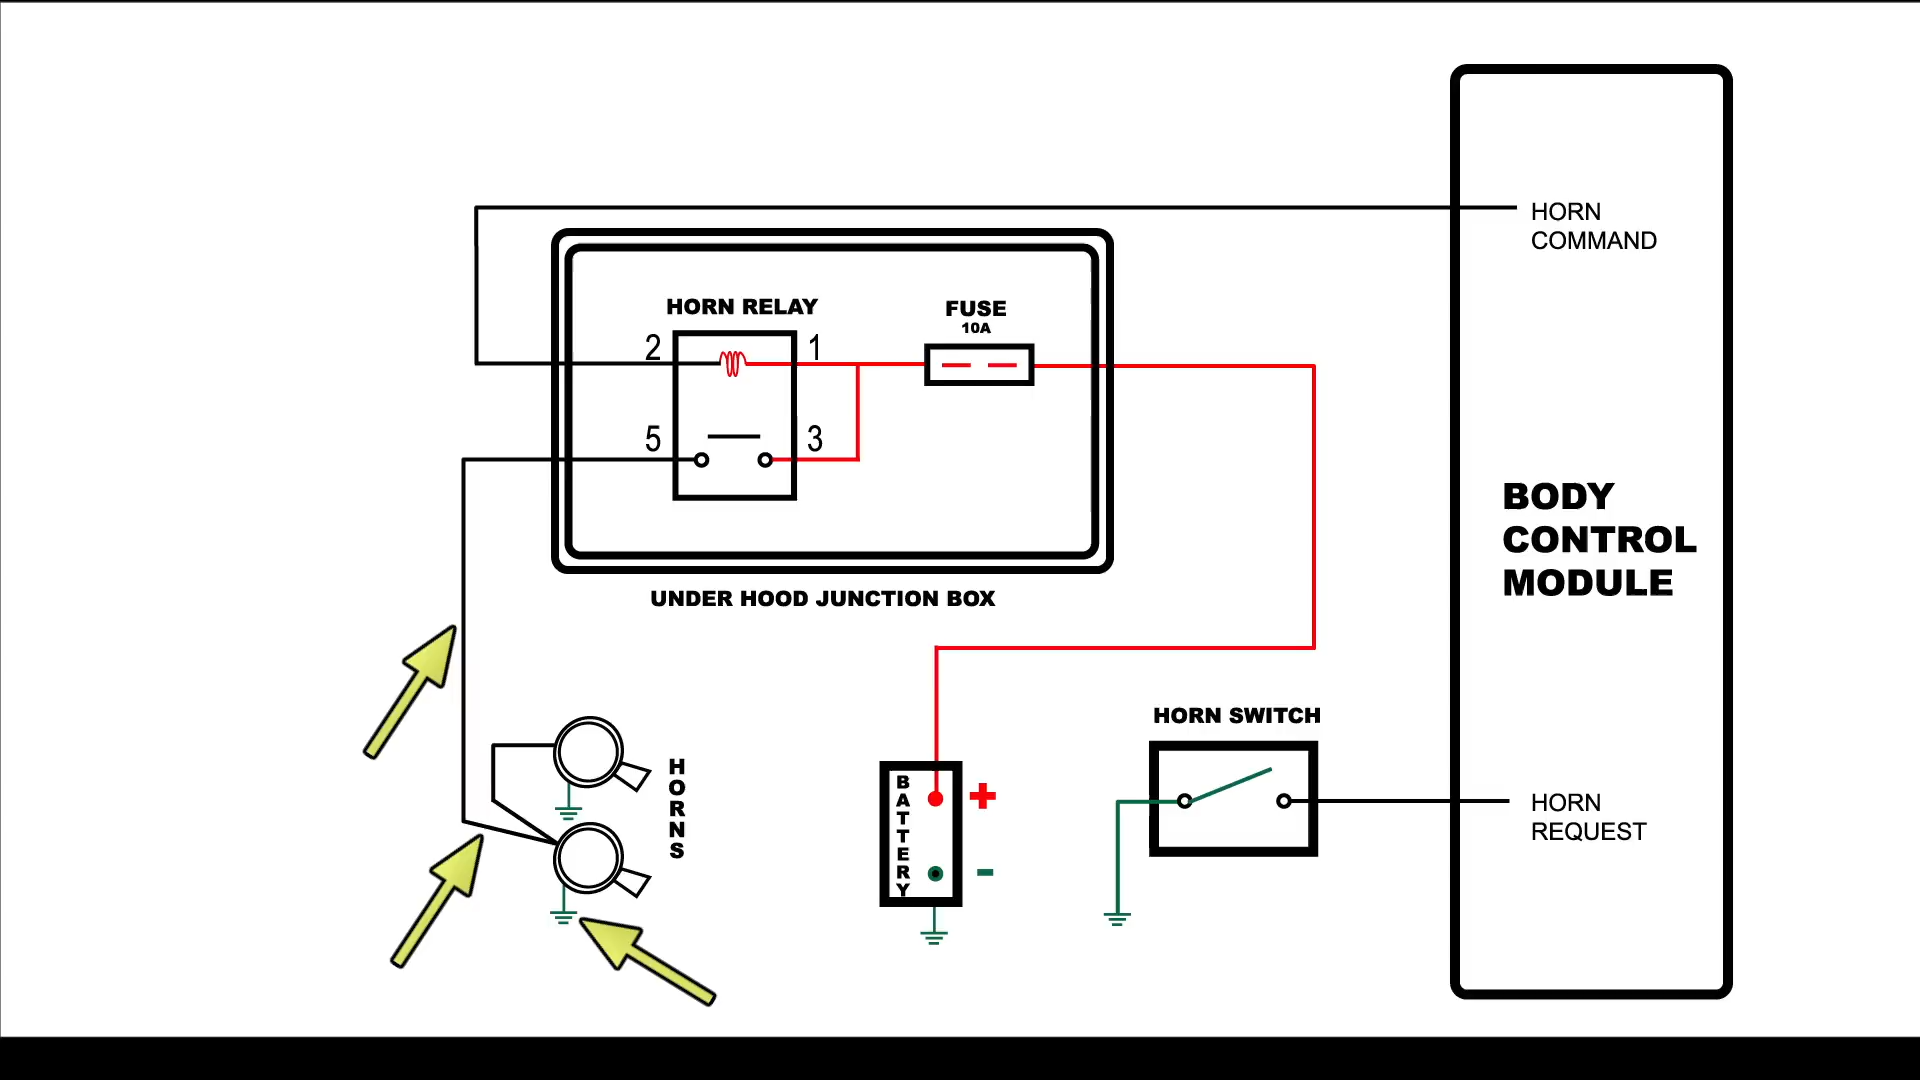 HORN
COMMAND
HORN RELAY
FUSE
10A
2
1
5
3
BODY
CONTROL
MODULE
UNDER HOOD JUNCTION BOX
HORN SWITCH
HORNS
BATTERY
+
-
HORN
REQUEST